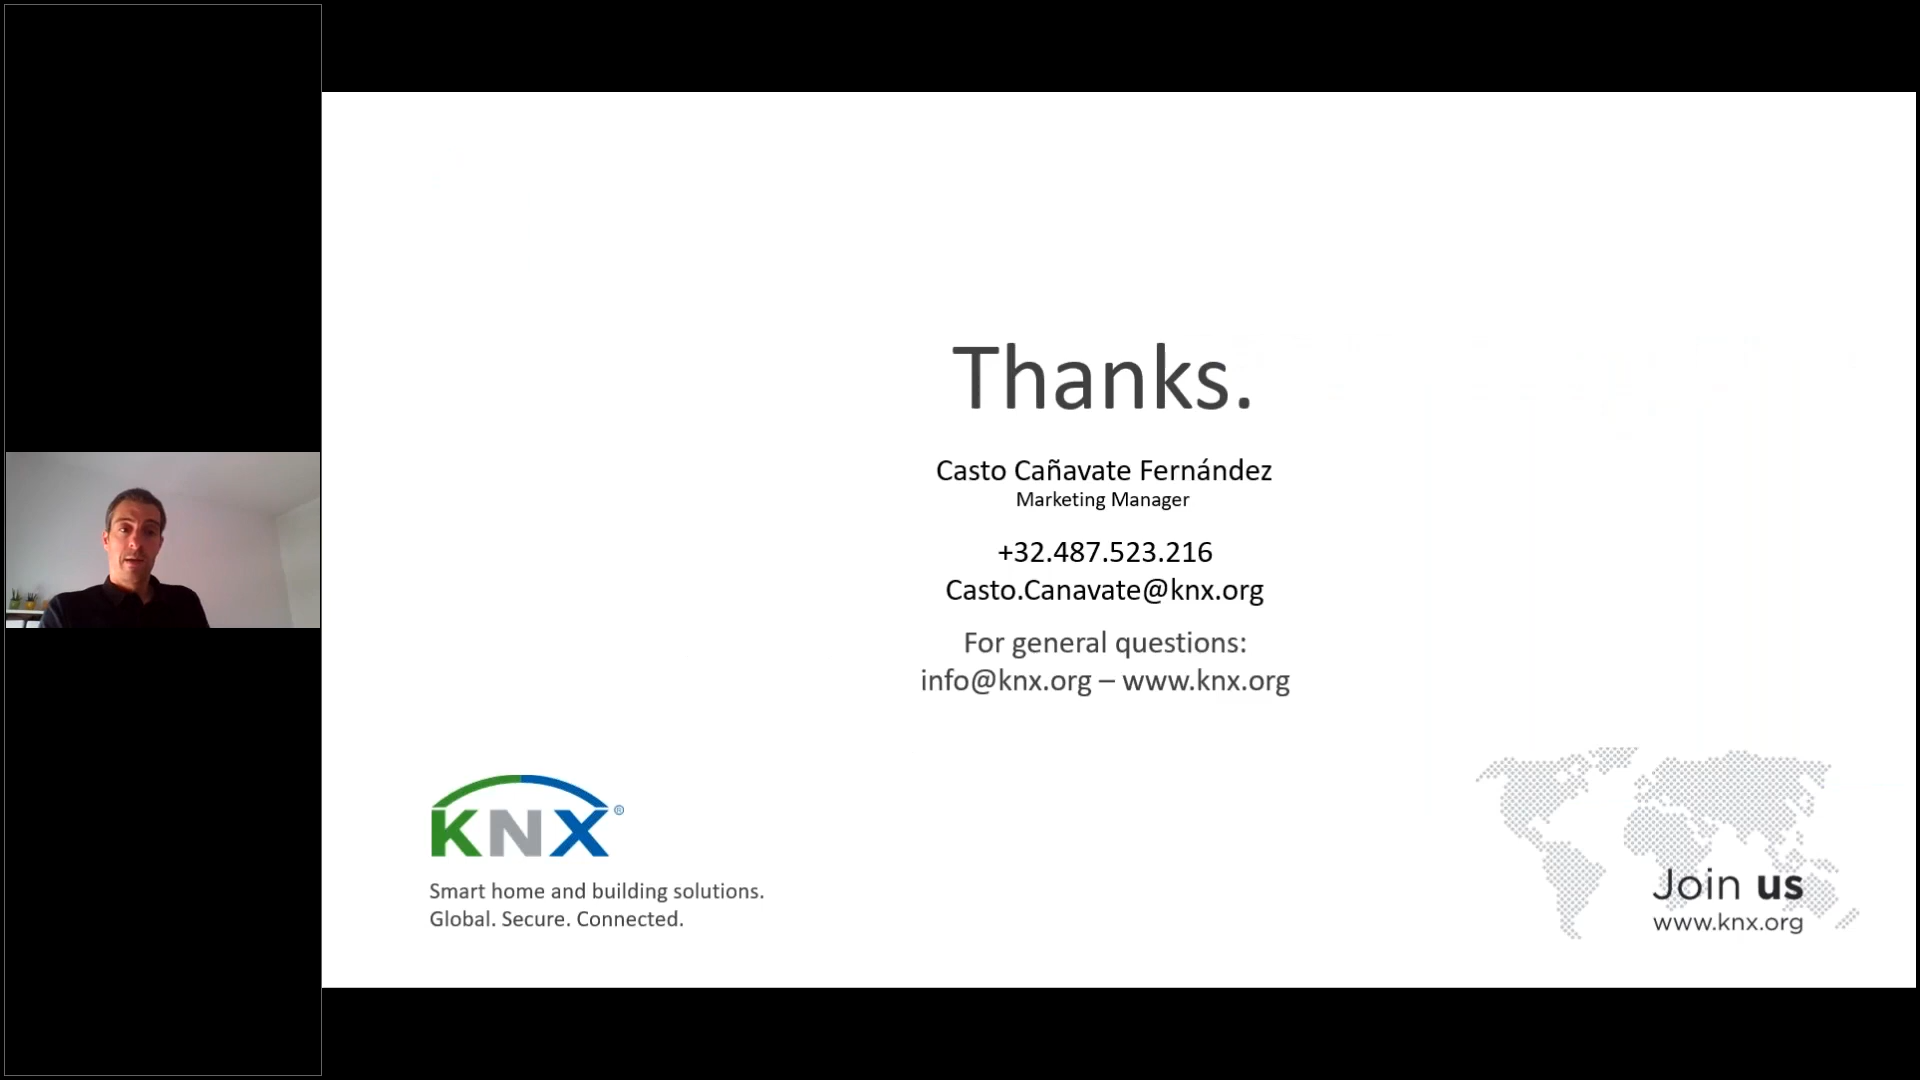 Thanks.
Casto Cañavate Fernández
Marketing Manager
+32.487.523.216
Casto.Canavate@knx.org
For general questions:
info@knx.org – www.knx.org
KNX®
Smart home and building solutions.
Global. Secure. Connected.
Join us
www.knx.org